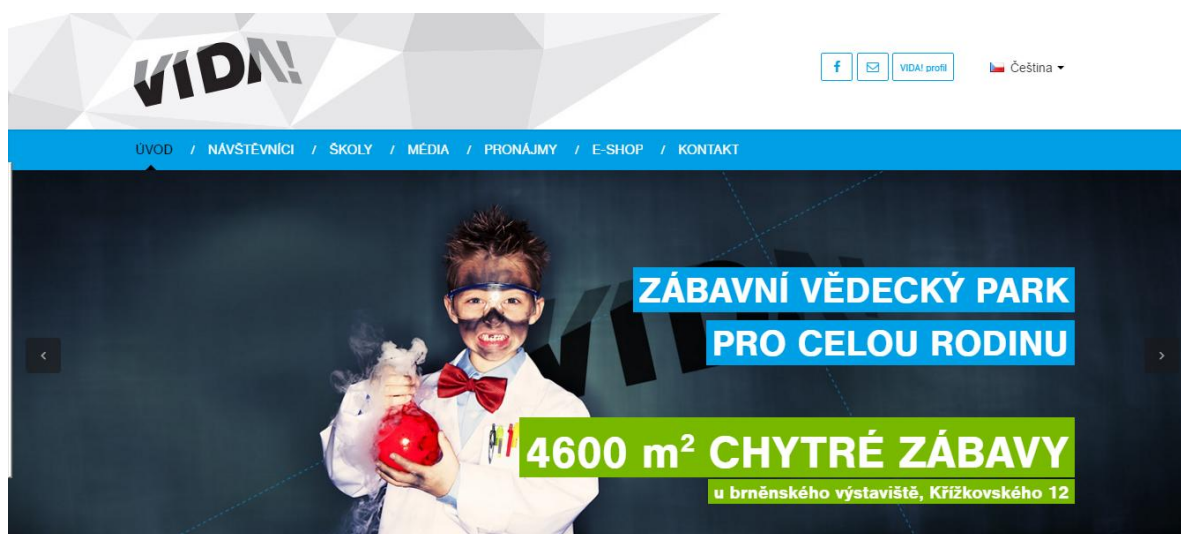 VIDA!
VIDA! profil
Čeština
ÚVOD / NÁVŠTĚVNÍCI / ŠKOLY / MÉDIA / PRONÁJMY / E-SHOP / KONTAKT
VIDA!
ZÁBAVNÍ VĚDECKÝ PARK
PRO CELOU RODINU
4600 m² CHYTRÉ ZÁBAVY
u brněnského výstaviště, Křížkovského 12